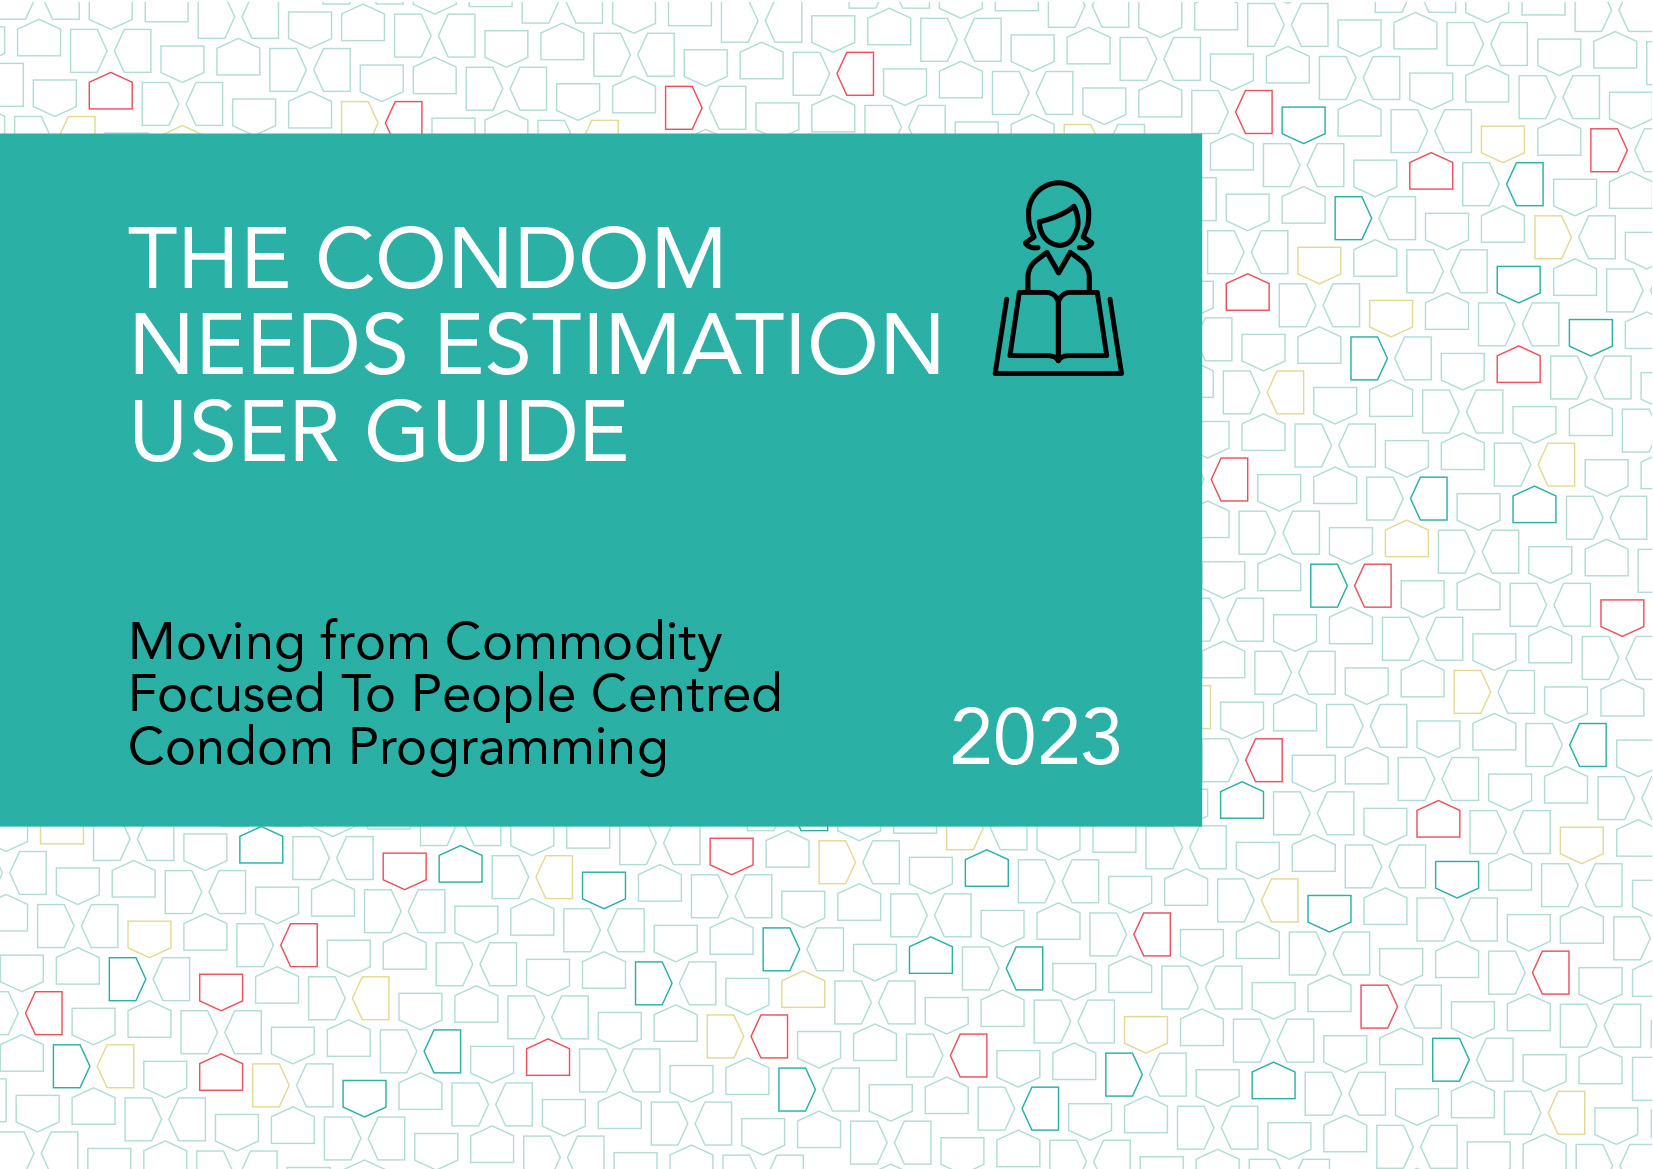 THE CONDOM
NEEDS ESTIMATION
USER GUIDE
Moving from Commodity
Focused To People Centred
Condom Programming
2023